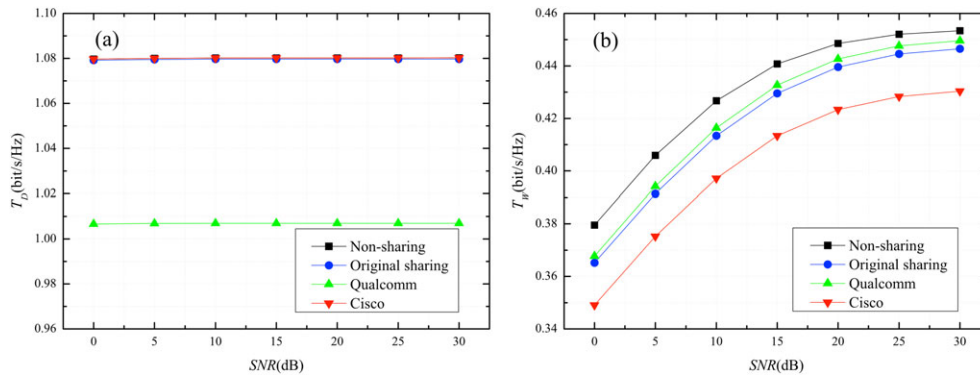 (a)
1.10
1.08
1.06
1.04
1.02
1.00
0.98
0.96
T_D(bit/s/Hz)
0 5 10 15 20 25 30
SNR(dB)
Non-sharing
Original sharing
Qualcomm
Cisco
(b)
0.46
0.44
0.42
0.40
0.38
0.36
0.34
T_W(bit/s/Hz)
0 5 10 15 20 25 30
SNR(dB)
Non-sharing
Original sharing
Qualcomm
Cisco